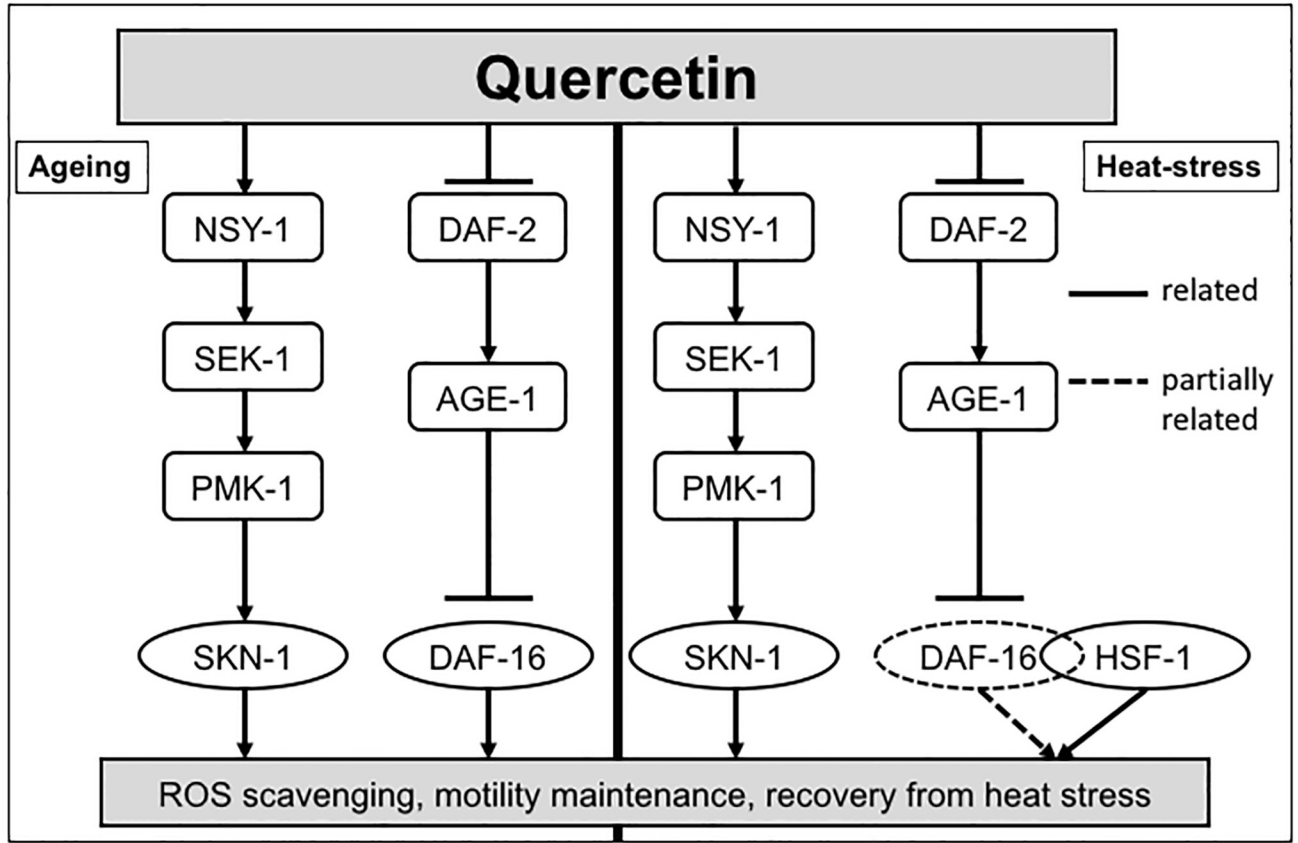 Quercetin
Ageing
Heat-stress
NSY-1
DAF-2
NSY-1
DAF-2
related
SEK-1
AGE-1
SEK-1
AGE-1
partially
related
PMK-1
PMK-1
SKN-1
DAF-16
SKN-1
DAF-16
HSF-1
ROS scavenging, motility maintenance, recovery from heat stress